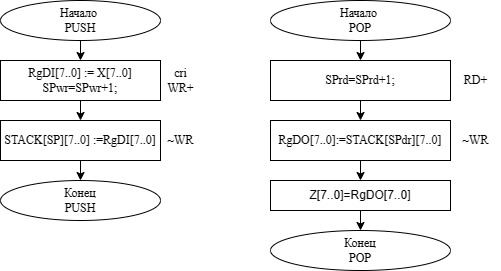 Начало
PUSH
RgDI[7..0] := X[7..0]
SPwr=SPwr+1;
cri
WR+
STACK[SP][7..0] :=RgDI[7..0]
~WR
Конец
PUSH
Начало
POP
SPrd=SPrd+1;
RD+
RgDO[7..0]:=STACK[SPdr][7..0]
~WR
Z[7..0]=RgDO[7..0]
Конец
POP